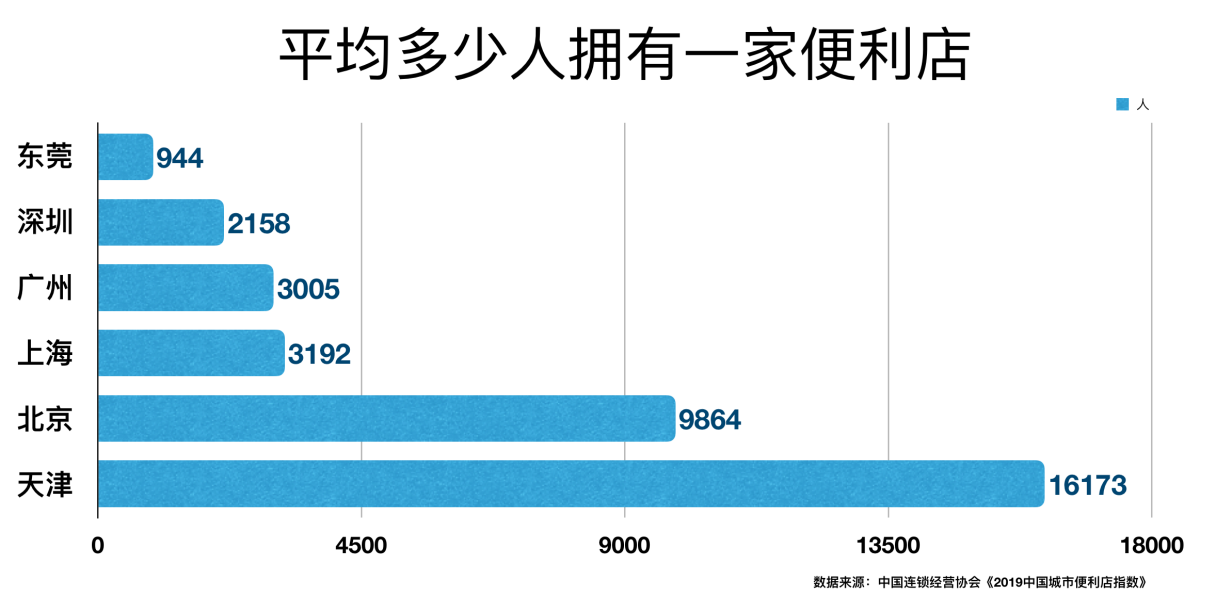 平均多少人拥有一家便利店
人
东莞 944
深圳 2158
广州 3005
上海 3192
北京 9864
天津 16173
0 4500 9000 13500 18000
数据来源：中国连锁经营协会《2019中国城市便利店指数》